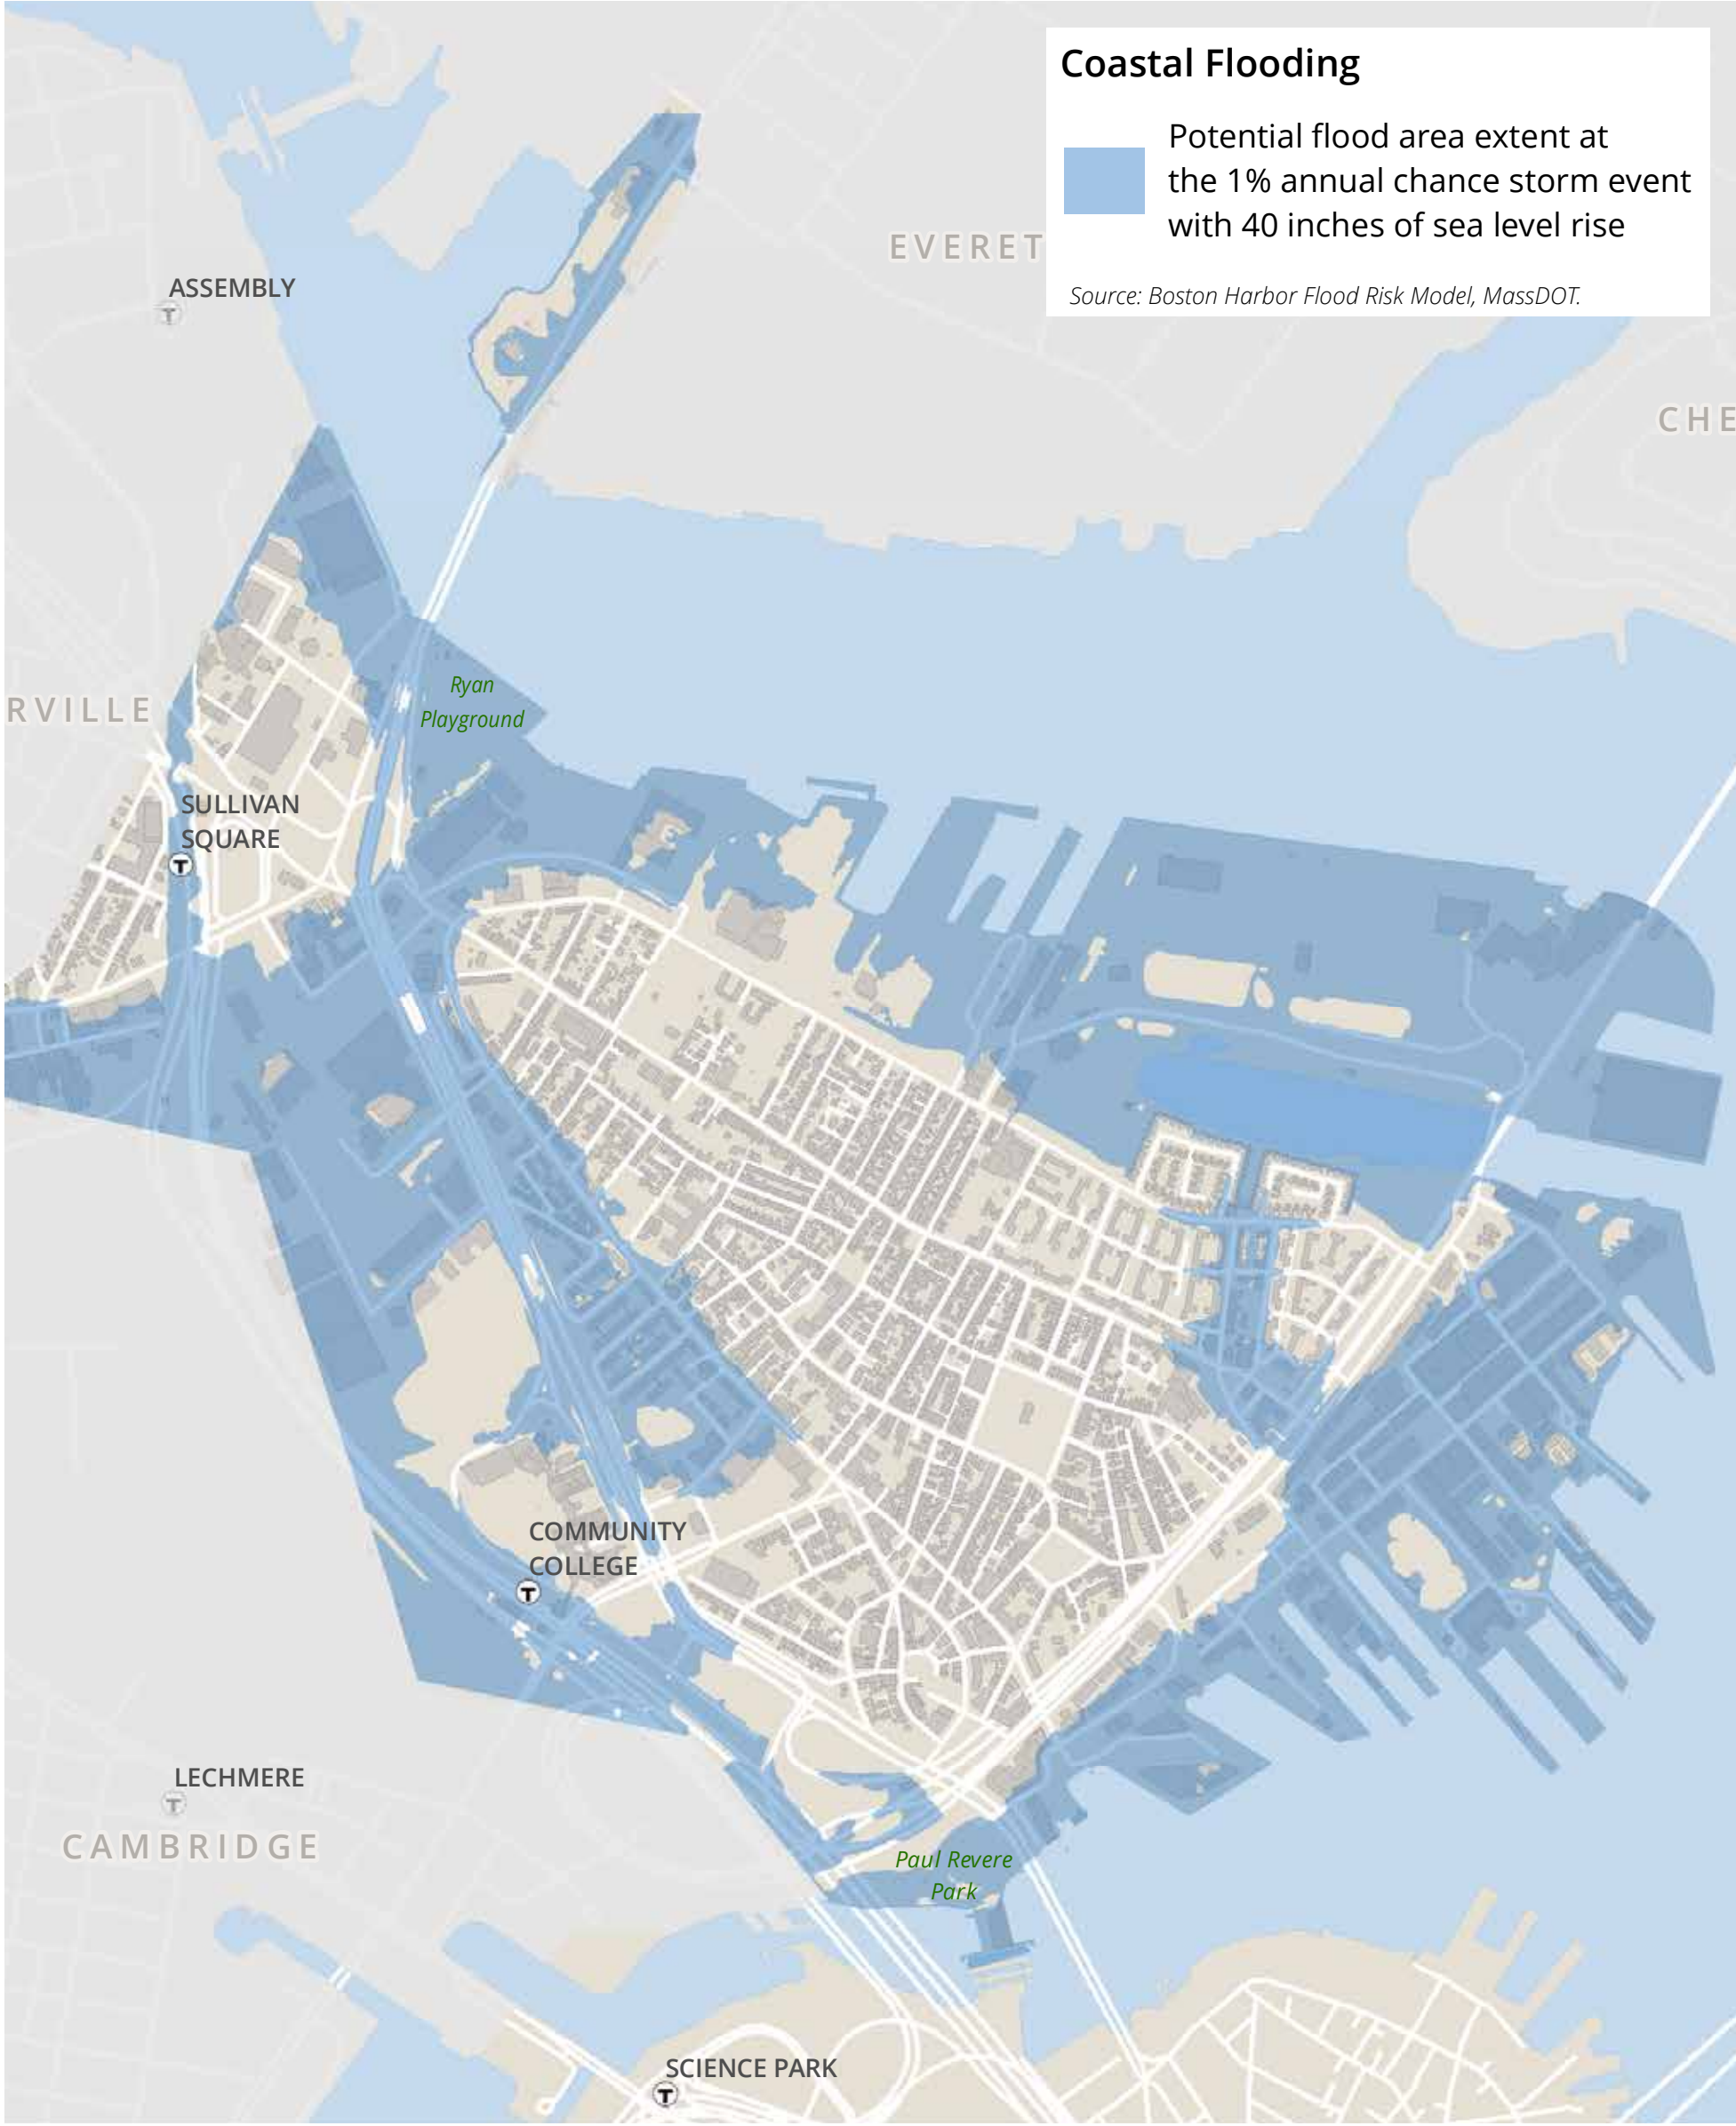 Coastal Flooding
Potential flood area extent at
the 1% annual chance storm event
with 40 inches of sea level rise
Source: Boston Harbor Flood Risk Model, MassDOT.
EVERET
ASSEMBLY
T
CHE
Ryan
Playground
RVILLE
SULLIVAN
SQUARE
T
COMMUNITY
COLLEGE
T
LECHMERE
T
CAMBRIDGE
Paul Revere
Park
SCIENCE PARK
T